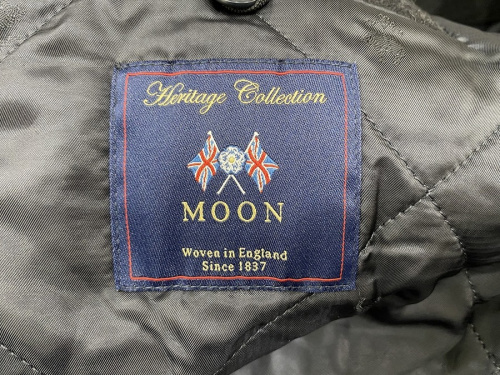 Heritage Collection
MOON
Woven in England
Since 1837